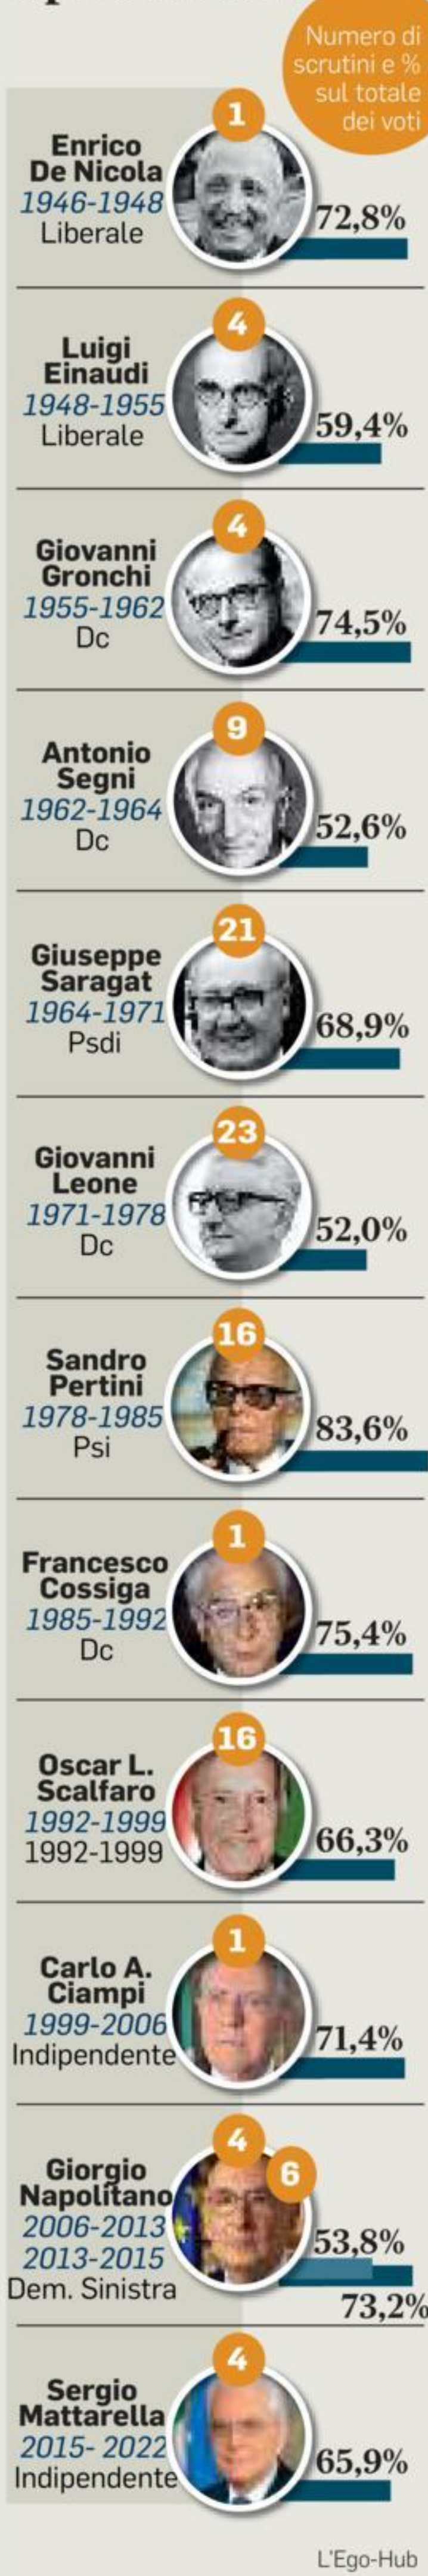 Numero di
scrutini e %
sul totale
dei voti
1
Enrico
De Nicola
1946-1948
Liberale
72,8%
4
Luigi
Einaudi
1948-1955
Liberale
59,4%
4
Giovanni
Gronchi
1955-1962
Dc
74,5%
9
Antonio
Segni
1962-1964
Dc
52,6%
21
Giuseppe
Saragat
1964-1971
Psdi
68,9%
23
Giovanni
Leone
1971-1978
Dc
52,0%
16
Sandro
Pertini
1978-1985
Psi
83,6%
1
Francesco
Cossiga
1985-1992
Dc
75,4%
16
Oscar L.
Scalfaro
1992-1999
1992-1999
66,3%
1
Carlo A.
Ciampi
1999-2006
Indipendente
71,4%
4
6
Giorgio
Napolitano
2006-2013
2013-2015
Dem. Sinistra
53,8%
73,2%
4
Sergio
Mattarella
2015- 2022
Indipendente
65,9%
L'Ego-Hub